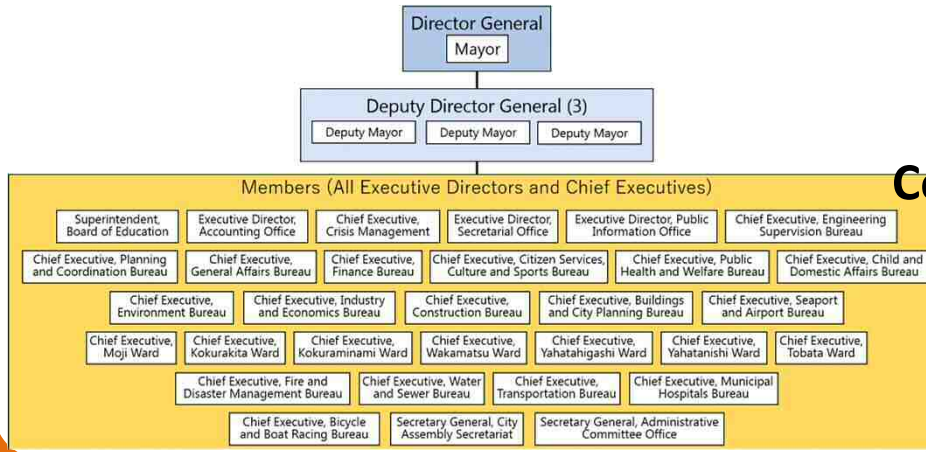 Director General
Mayor
Deputy Director General (3)
Deputy Mayor
Deputy Mayor
Deputy Mayor
Members (All Executive Directors and Chief Executives)
Superintendent,
Board of Education
Executive Director,
Accounting Office
Chief Executive,
Crisis Management
Executive Director,
Secretarial Office
Executive Director, Public
Information Office
Chief Executive, Engineering
Supervision Bureau
Chief Executive, Planning
and Coordination Bureau
Chief Executive,
General Affairs Bureau
Chief Executive,
Finance Bureau
Chief Executive, Citizen Services,
Culture and Sports Bureau
Chief Executive, Public
Health and Welfare Bureau
Chief Executive, Child and
Domestic Affairs Bureau
Chief Executive,
Environment Bureau
Chief Executive, Industry
and Economics Bureau
Chief Executive,
Construction Bureau
Chief Executive, Buildings
and City Planning Bureau
Chief Executive, Seaport
and Airport Bureau
Chief Executive,
Moji Ward
Chief Executive,
Kokurakita Ward
Chief Executive,
Kokuraminami Ward
Chief Executive,
Wakamatsu Ward
Chief Executive,
Yahatahigashi Ward
Chief Executive,
Yahatanishi Ward
Chief Executive,
Tobata Ward
Chief Executive, Fire and
Disaster Management Bureau
Chief Executive, Water
and Sewer Bureau
Chief Executive,
Transportation Bureau
Chief Executive, Municipal
Hospitals Bureau
Chief Executive, Bicycle
and Boat Racing Bureau
Secretary General, City
Assembly Secretariat
Secretary General, Administrative
Committee Office